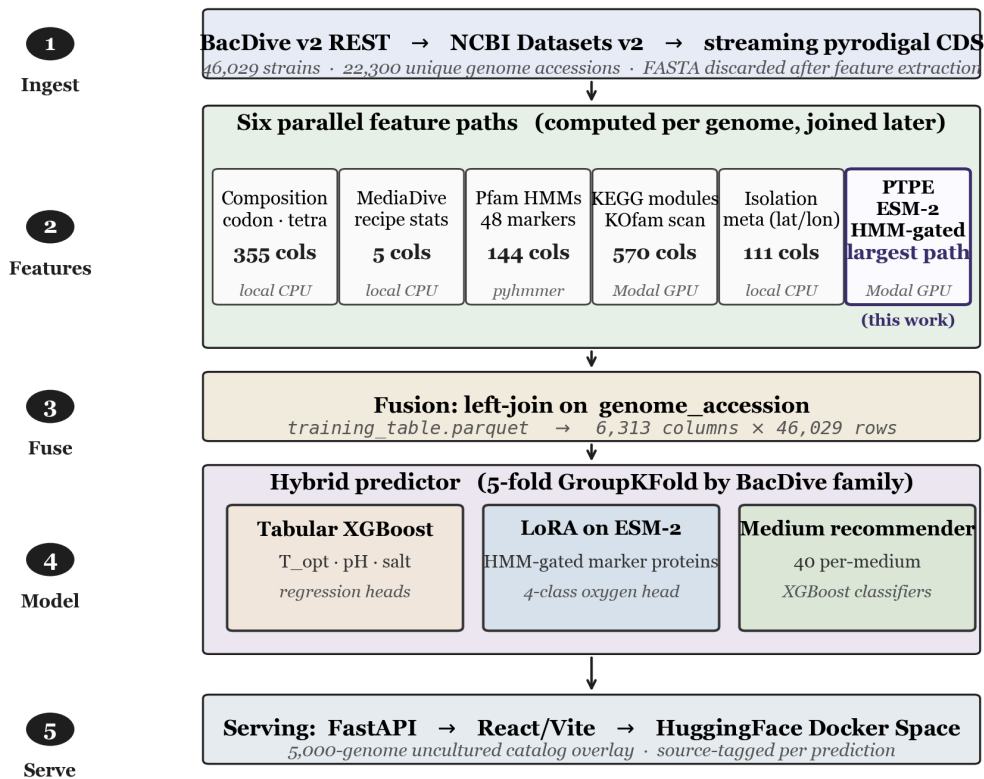 1
Ingest
BacDive v2 REST → NCBI Datasets v2 → streaming pyrodigal CDS
46,029 strains · 22,300 unique genome accessions · FASTA discarded after feature extraction
2
Features
Six parallel feature paths (computed per genome, joined later)
Composition
codon · tetra
355 cols
local CPU
MediaDive
recipe stats
5 cols
local CPU
Pfam HMMs
48 markers
144 cols
pyhmmer
KEGG modules
KOfam scan
570 cols
Modal GPU
Isolation
meta (lat/lon)
111 cols
local CPU
PTPE
ESM-2
HMM-gated
largest path
Modal GPU
(this work)
3
Fuse
Fusion: left-join on genome_accession
training_table.parquet → 6,313 columns × 46,029 rows
4
Model
Hybrid predictor (5-fold GroupKFold by BacDive family)
Tabular XGBoost
T_opt · pH · salt
regression heads
LoRA on ESM-2
HMM-gated marker proteins
4-class oxygen head
Medium recommender
40 per-medium
XGBoost classifiers
5
Serve
Serving: FastAPI → React/Vite → HuggingFace Docker Space
5,000-genome uncultured catalog overlay · source-tagged per prediction